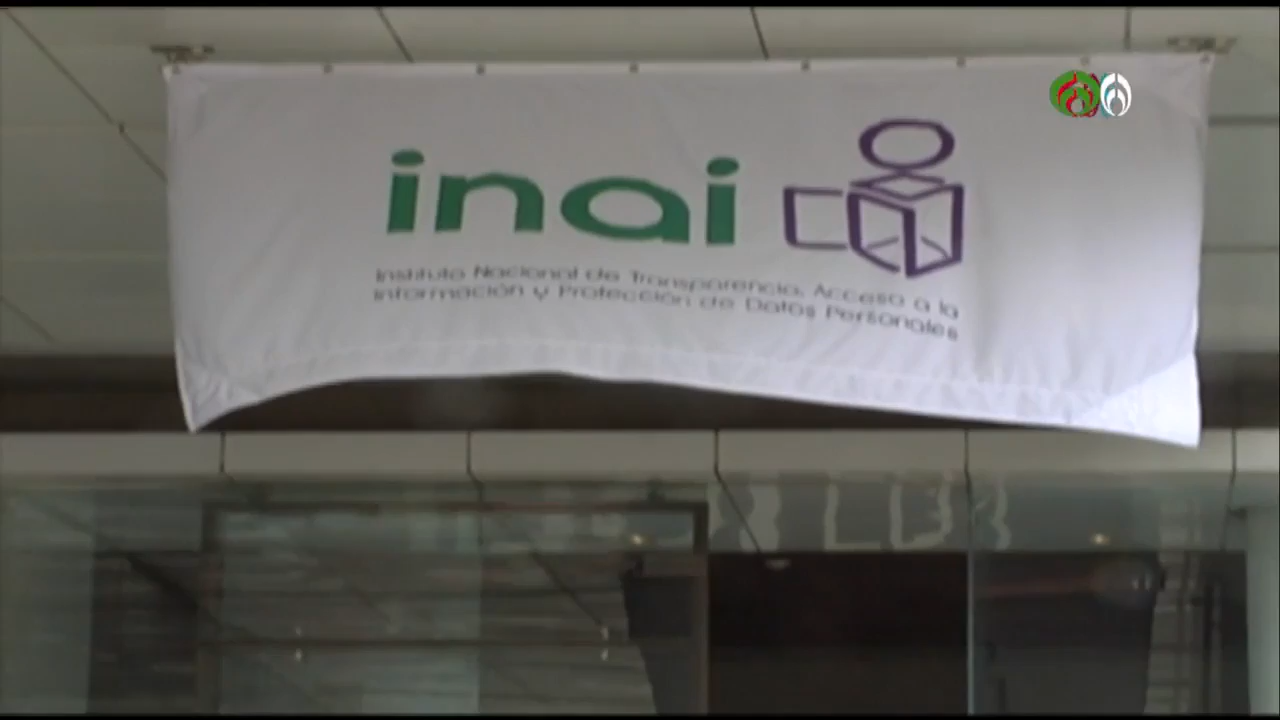 inai
Instituto Nacional de Transparencia, Acceso a la
Información y Protección de Datos Personales